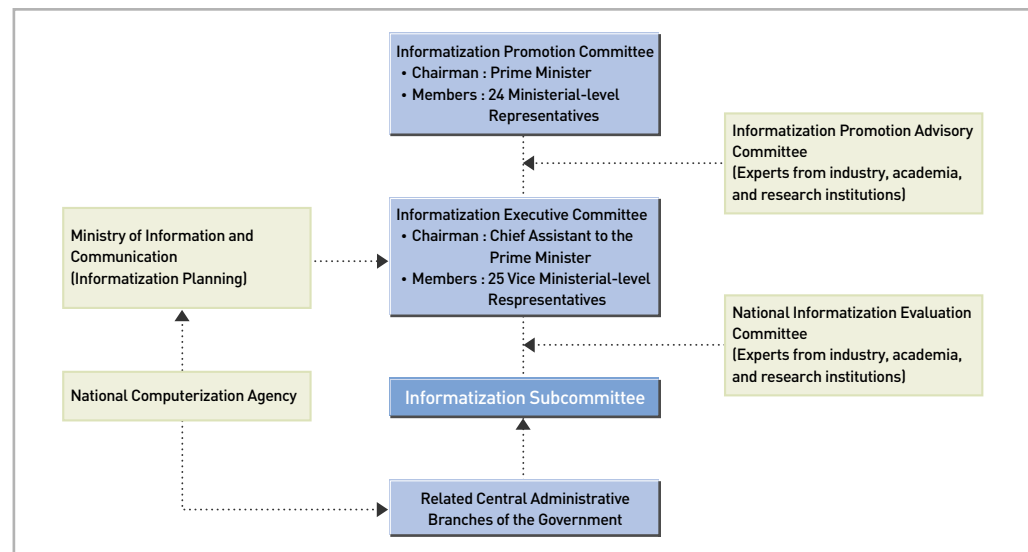 Informatization Promotion Committee
• Chairman : Prime Minister
• Members : 24 Ministerial-level
Representatives
Informatization Promotion Advisory
Committee
(Experts from industry, academia,
and research institutions)
Informatization Executive Committee
• Chairman : Chief Assistant to the
Prime Minister
• Members : 25 Vice Ministerial-level
Respresentatives
Ministry of Information and
Communication
(Informatization Planning)
National Informatization Evaluation
Committee
(Experts from industry, academia,
and research institutions)
National Computerization Agency
Informatization Subcommittee
Related Central Administrative
Branches of the Government